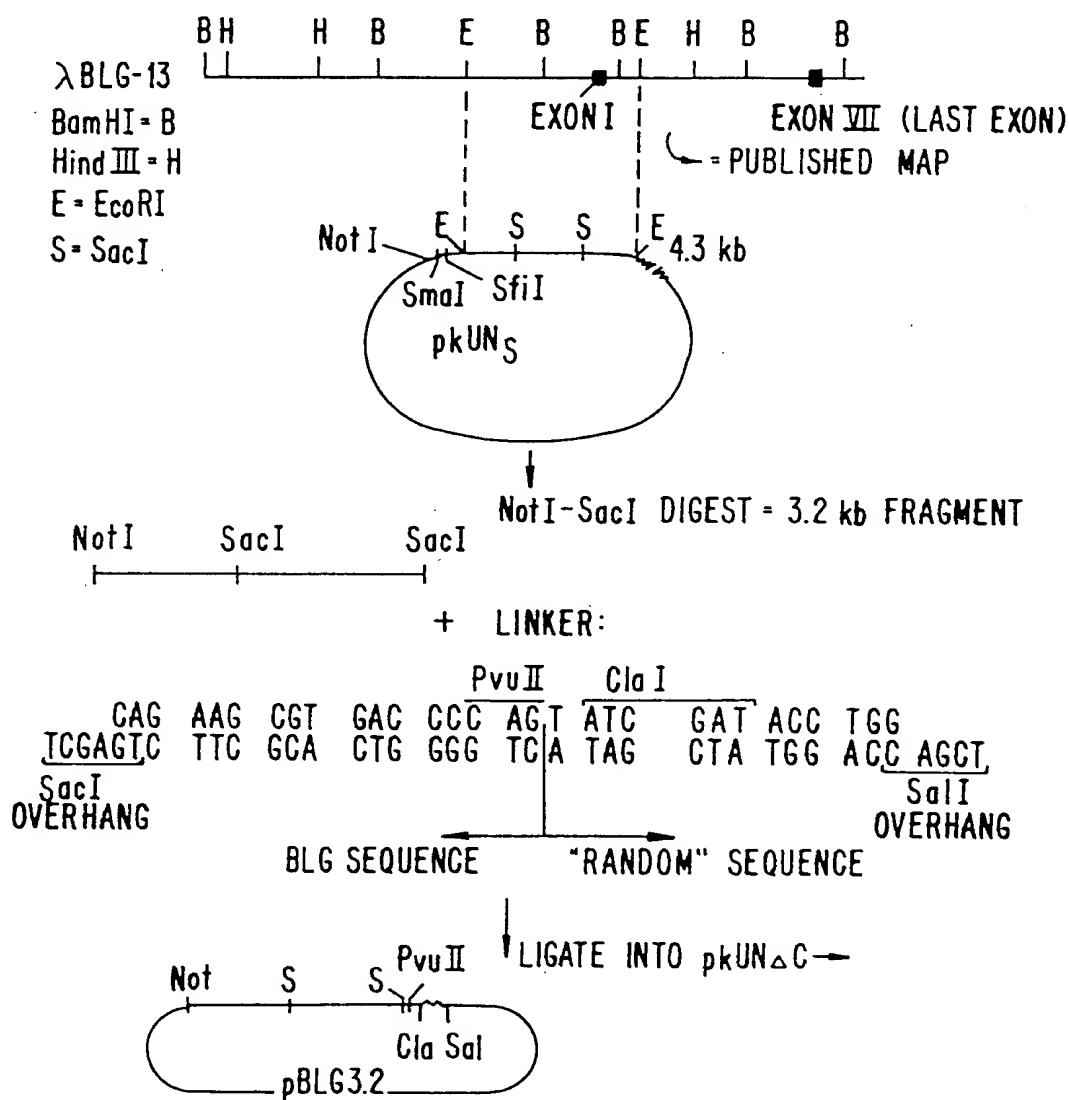 B H H B E B B E H B B
λBLG-13
EXON I
EXON VII (LAST EXON)
BamHI = B
Hind III = H
E = EcoRI
S = SacI
= PUBLISHED MAP
NotI
E
S
S
E
4.3 kb
SmaI
SfiI
pkUNS
NotI-SacI DIGEST = 3.2 kb FRAGMENT
NotI SacI SacI
+ LINKER:
PvuII ClaI
CAG AAG CGT GAC CCC AGT ATC GAT ACC TGG
TCGAGTC TTC GCA CTG GGG TCA TAG CTA TGG ACC AGCT
SacI OVERHANG
SalI OVERHANG
BLG SEQUENCE
"RANDOM" SEQUENCE
LIGATE INTO pkUN△C→
Not S S PvuII
Cla Sal
pBLG3.2